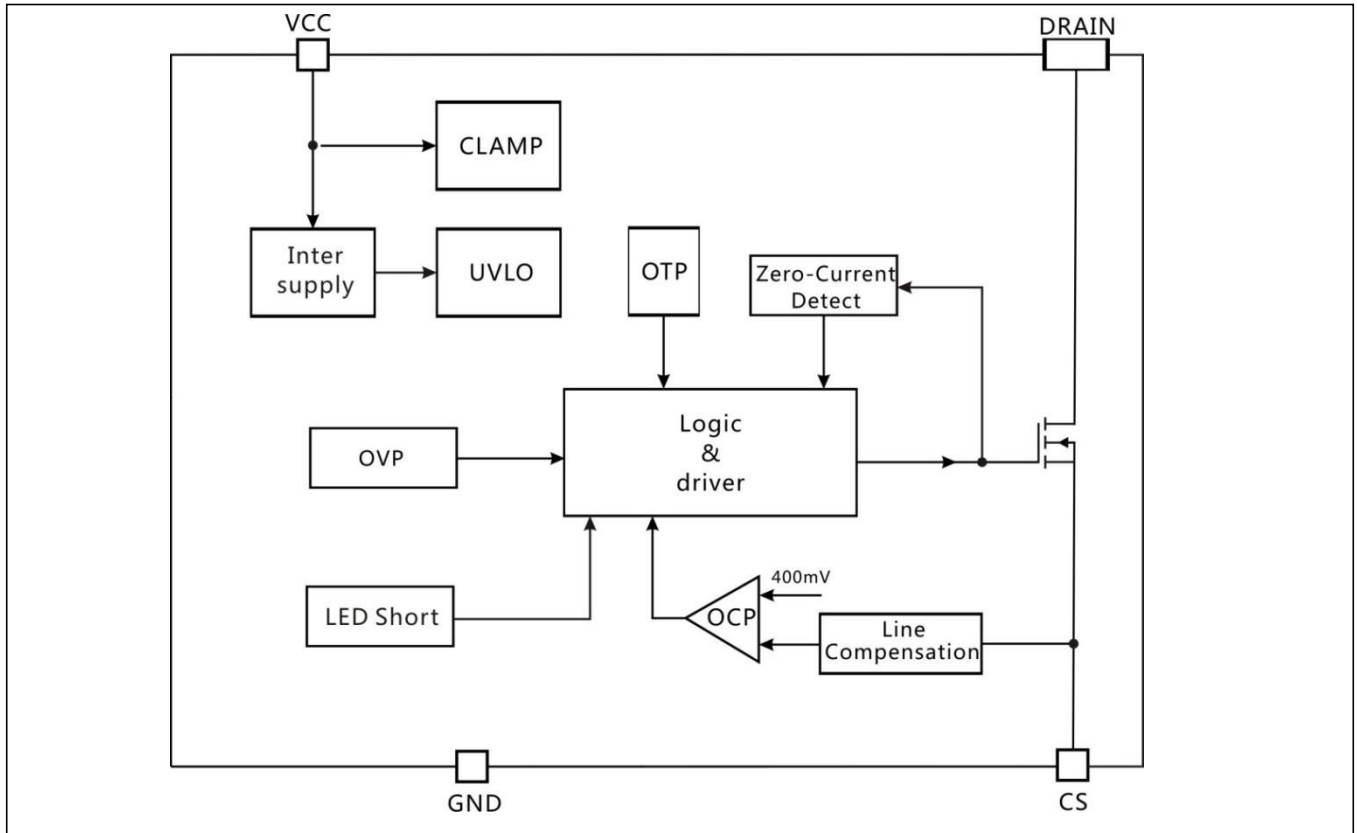 VCC
DRAIN
CLAMP
Inter
supply
UVLO
OTP
Zero-Current
Detect
OVP
Logic
&
driver
LED Short
400mV
OCP
Line
Compensation
GND
CS